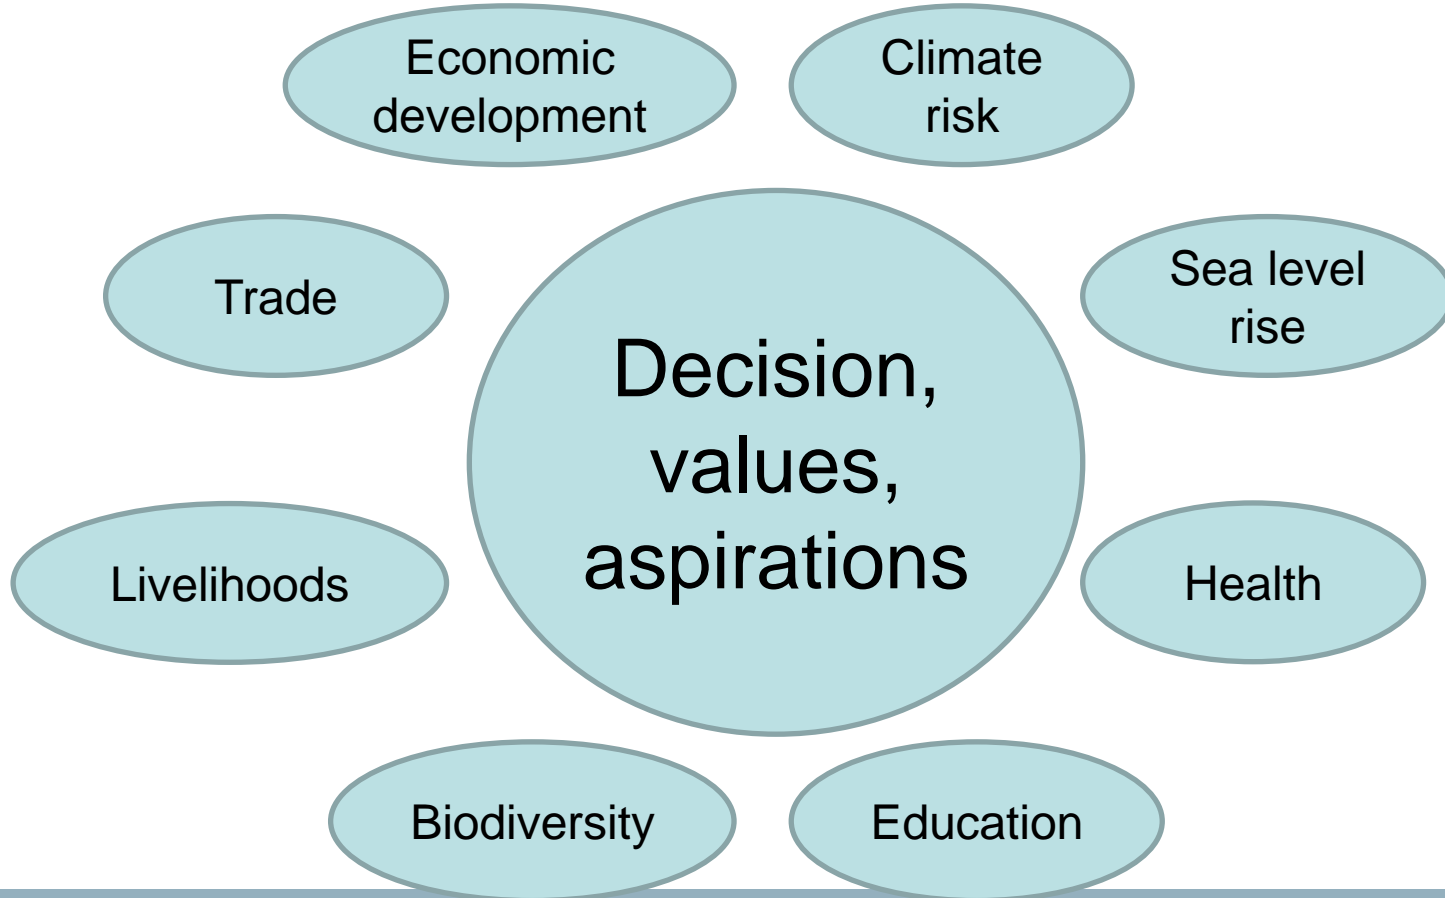 Economic
development
Climate
risk
Trade
Sea level
rise
Decision,
values,
aspirations
Livelihoods
Health
Biodiversity
Education